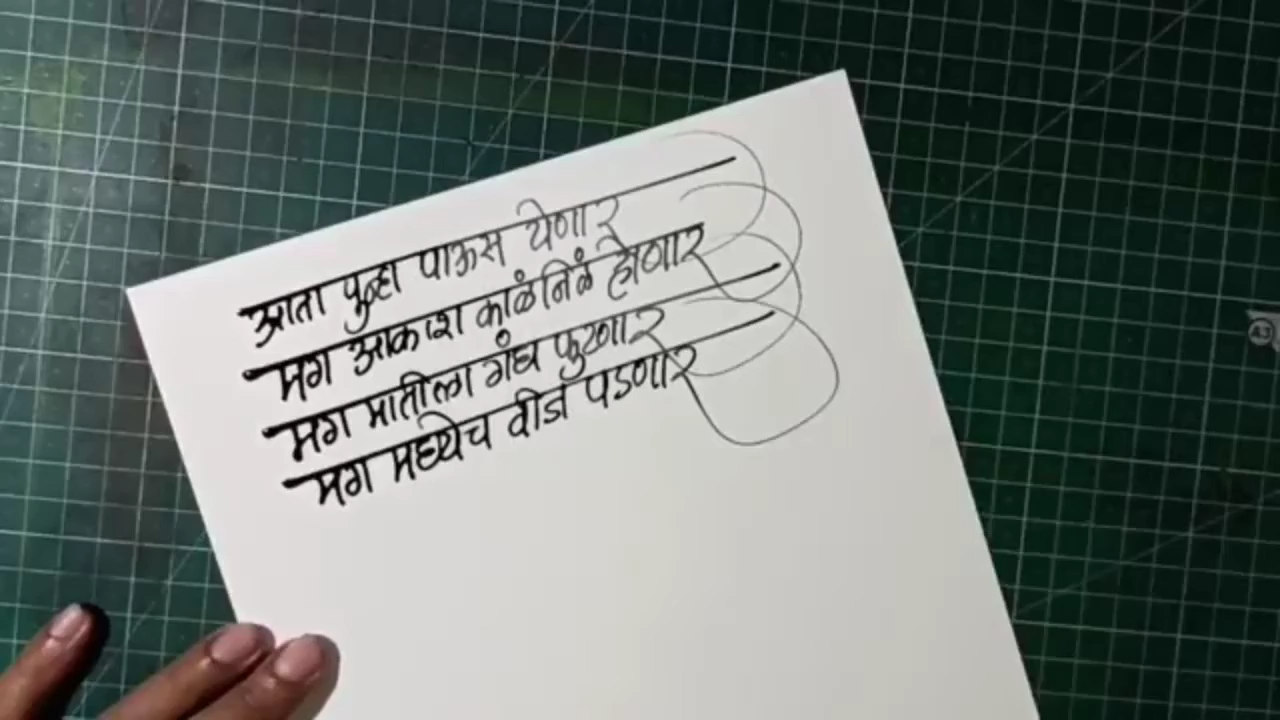 आता पुन्हा पाऊस येणार
मग आकाश काळंनिळं होणार
मग मातीला गंध फुटणार
मग मध्येच वीज पडणार